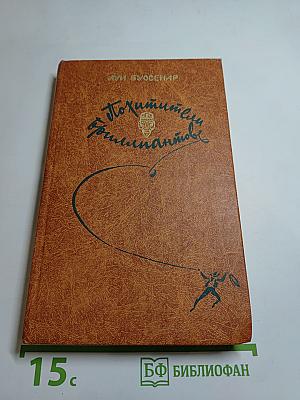 ЛУИ БУССЕНАР
Похитители
бриллиантов
15с
БФ БИБЛИОФАН